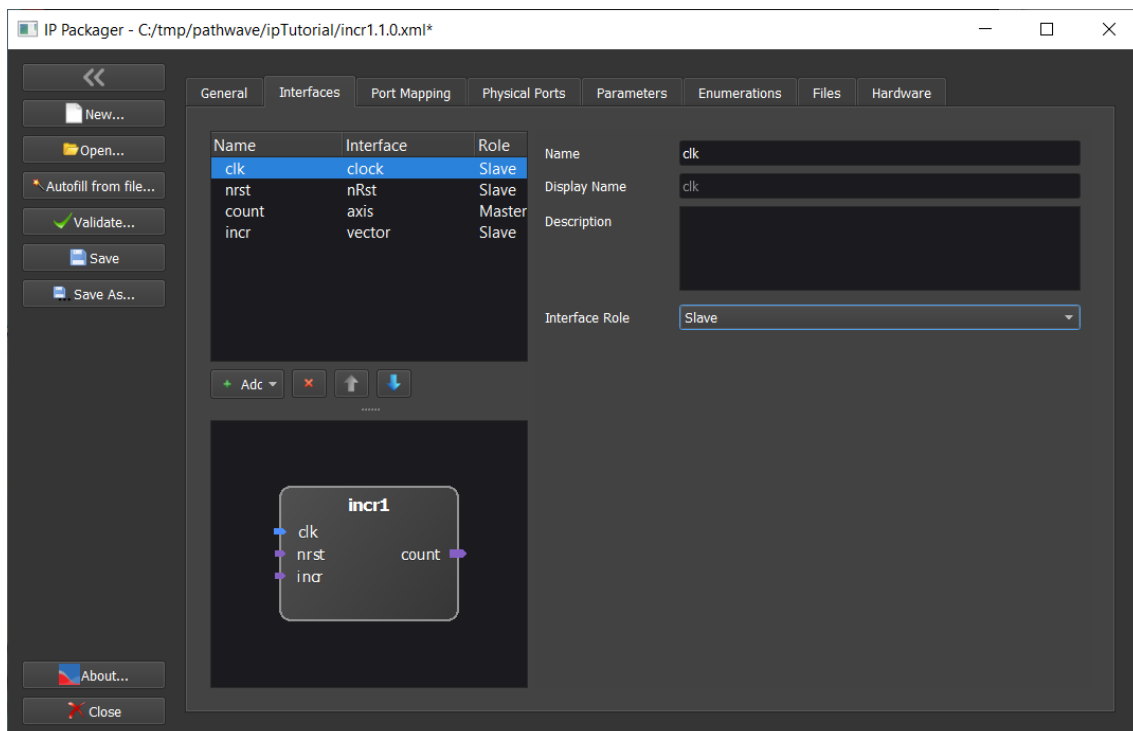 IP Packager - C:/tmp/pathwave/ipTutorial/incr1.1.0.xml*
New...
Open...
Autofill from file...
Validate...
Save
Save As...
About...
Close
General Interfaces Port Mapping Physical Ports Parameters Enumerations Files Hardware
Name Interface Role
clk clock Slave
nrst nRst Slave
count axis Master
incr vector Slave
Adc
incr1
clk
nrst count
incr
Name clk
Display Name clk
Description
Interface Role Slave